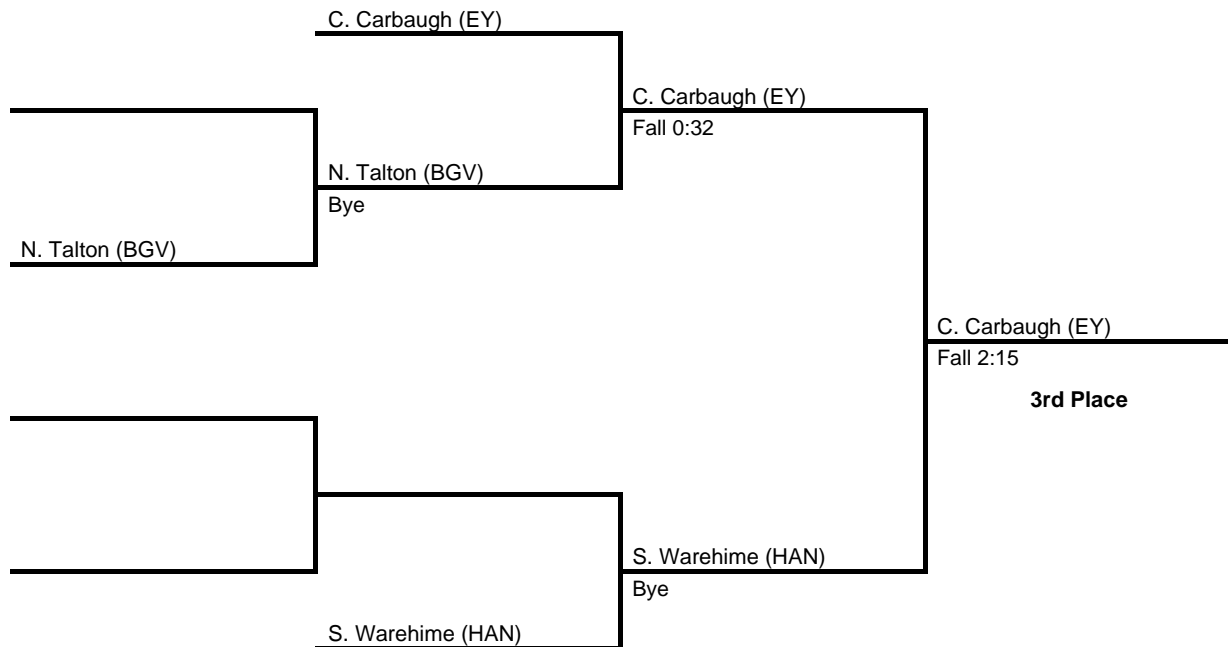 C. Carbaugh (EY)
C. Carbaugh (EY)
Fall 0:32
N. Talton (BGV)
Bye
N. Talton (BGV)
C. Carbaugh (EY)
Fall 2:15
3rd Place
S. Warehime (HAN)
Bye
S. Warehime (HAN)